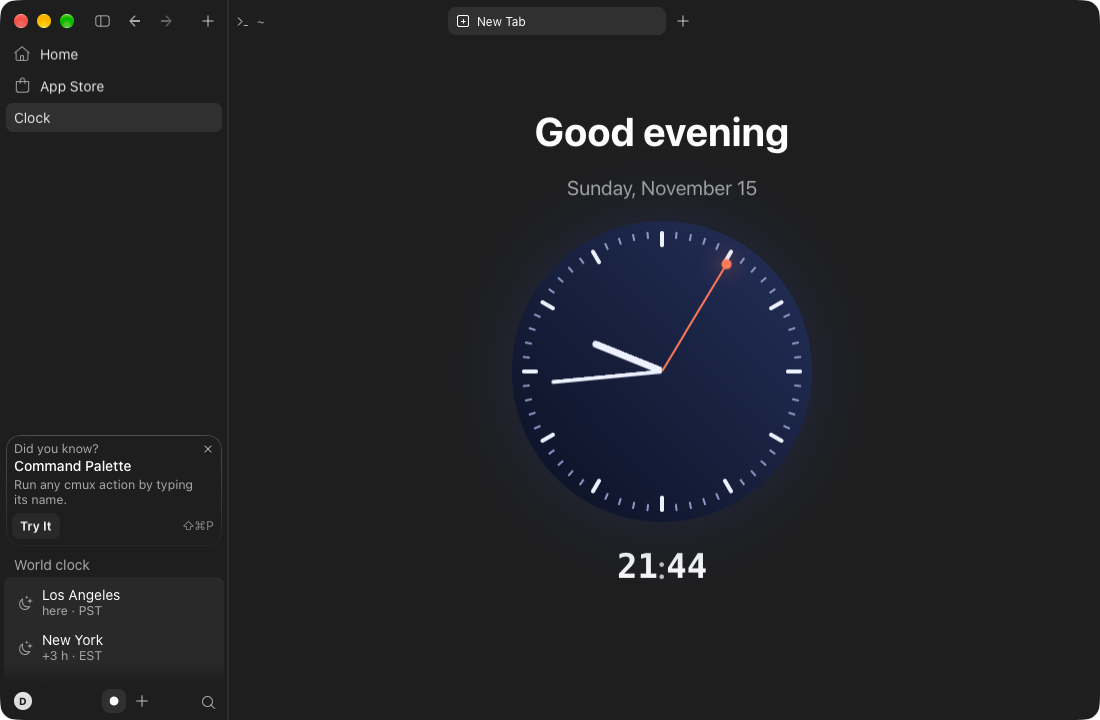 >_ ~
New Tab
Home
App Store
Clock
Good evening
Sunday, November 15
21:44
Did you know?
Command Palette
Run any cmux action by typing
its name.
Try It
⇧⌘P
World clock
Los Angeles
here · PST
New York
+3 h · EST
D